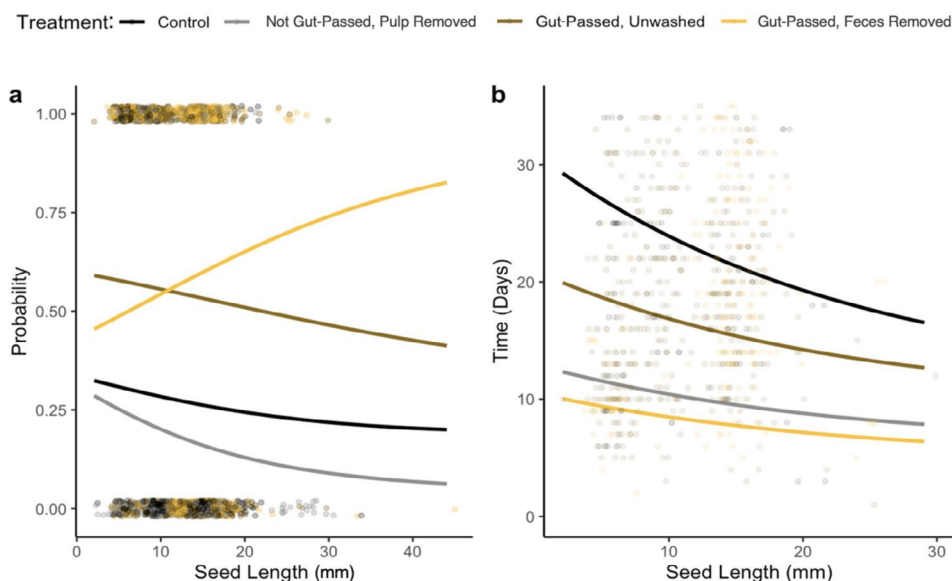 Treatment: Control Not Gut-Passed, Pulp Removed Gut-Passed, Unwashed Gut-Passed, Feces Removed
a
1.00
0.75
0.50
0.25
0.00
Probability
0 10 20 30 40
Seed Length (mm)
b
30
20
10
0
Time (Days)
10 20 30
Seed Length (mm)